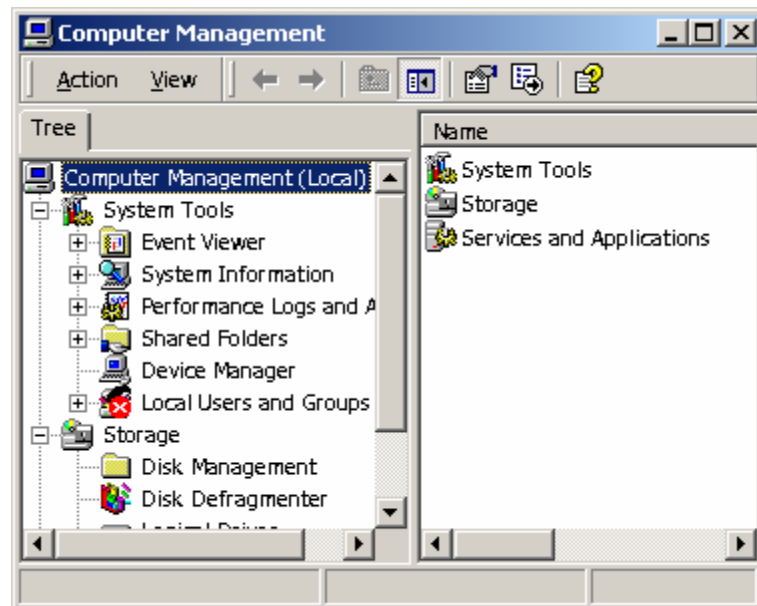 Computer Management
Action View
Tree
Name
Computer Management (Local)
System Tools
Event Viewer
System Information
Performance Logs and A
Shared Folders
Device Manager
Local Users and Groups
Storage
Disk Management
Disk Defragmenter
System Tools
Storage
Services and Applications